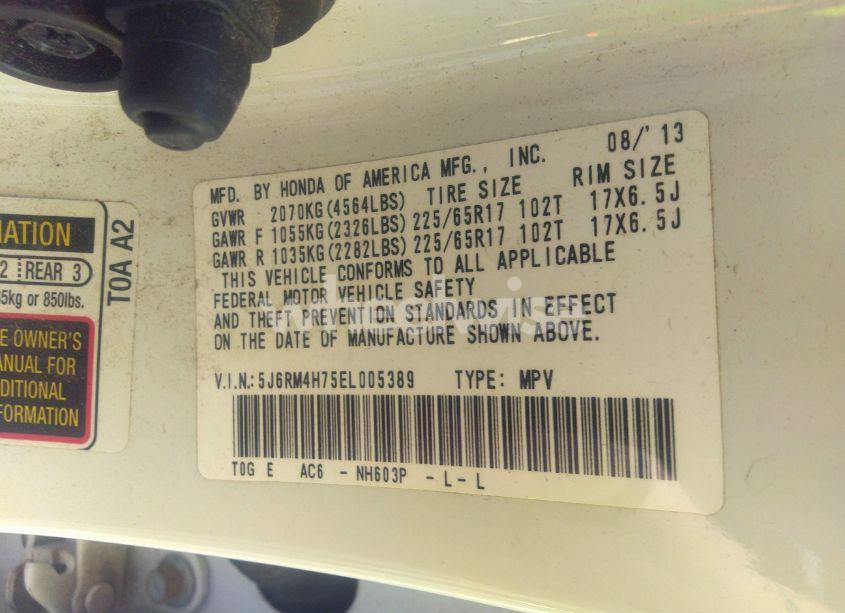 08/'13
MFD. BY HONDA OF AMERICA MFG., INC.
GVWR 2070KG(4564LBS) TIRE SIZE RIM SIZE
GAWR F 1055KG(2326LBS) 225/65R17 102T 17X6.5J
GAWR R 1035KG(2282LBS) 225/65R17 102T 17X6.5J
THIS VEHICLE CONFORMS TO ALL APPLICABLE
FEDERAL MOTOR VEHICLE SAFETY
AND THEFT PREVENTION STANDARDS IN EFFECT
ON THE DATE OF MANUFACTURE SHOWN ABOVE.
V.I.N.: 5J6RM4H75EL005389 TYPE: MPV
T0G E AC6 - NH603P - L - L
MATION
2 REAR 3
5kg or 850lbs.
E OWNER'S
ANUAL FOR
DDITIONAL
FORMATION
T0A A2